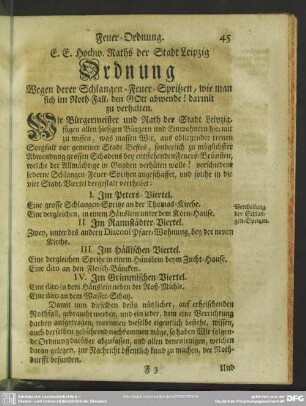 Feuer-Ordnung. 45
E. E. Hochw. Raths der Stadt Leipzig
Ordnung
Wegen derer Schlangen-Feuer-Spritzen, wie man
sich im Noth-Fall, den GOtt abwende! darmit
zu verhalten.
Wir Bürgermeister und Rath der Stadt Leipzig,
fügen allen hiesigen Bürgern und Einwohnern hiermit
zu wissen, was massen Wir, aus obliegender treuen
Sorgfalt vor gemeiner Stadt Bestes, sonderlich zu möglichster
Abwendung grossen Schadens bey entstehenden Feuers-Brünsten,
welche der Allmächtige in Gnaden verhüten wolle! verschiedene
lederne Schlangen-Feuer-Spritzen angeschaffet, und solche in die
vier Stadt Viertel dergestalt vertheilet:
I. Im Peters-Viertel.
Eine grosse Schlangen-Spritze an der Thomas-Kirche.
Eine dergleichen, in einem Häuslein unter dem Korn-Hause.
II. Im Rannstädter Viertel.
Zwey, unter des andern Diaconi Pfarr-Wohnung, bey der neuen
Kirche.
III. Im Hällischen Viertel.
Eine dergleichen Spritze in einem Häuslein beym Zucht-Hause.
Eine dito an den Fleisch-Bäncken.
IV. Im Grimmischen-Viertel.
Eine dito in dem Häuslein neben der Roß-Mühle.
Eine dito an dem Wasser-Schatz.
Vertheilung
der Schlan-
gen-Spritzen.
Damit nun dieselben desto nützlicher, auf erheischenden
Nothfall, gebraucht werden, und ein ieder, dem eine Verrichtung
darbey aufgetragen, worinnen dieselbe eigentlich bestehe, wissen,
auch derselben gebührend nachkommen möge, so haben Wir folgen-
de Ordnung darüber abzufassen, und allen denenjenigen, welchen
daran gelegen, zur Nachricht öffentlich kund zu machen, der Noth-
durfft befunden.
F 3 Und